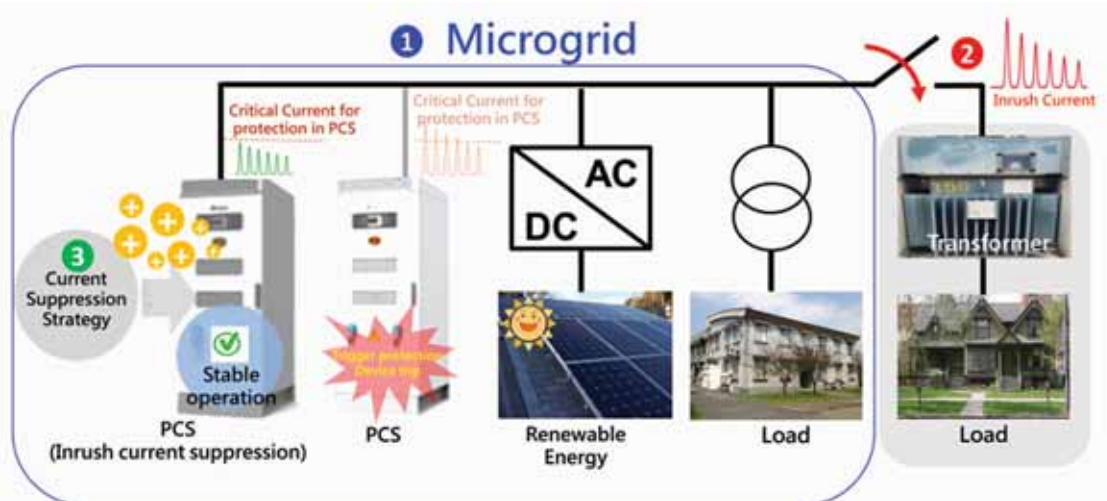 1 Microgrid
2
Inrush Current
Critical Current for
protection in PCS
Critical Current for
protection in PCS
AC
DC
Transformer
3
Current
Suppression
Strategy
Stable
operation
Trigger protection
Device trip
PCS
(Inrush current suppression)
PCS
Renewable
Energy
Load
Load